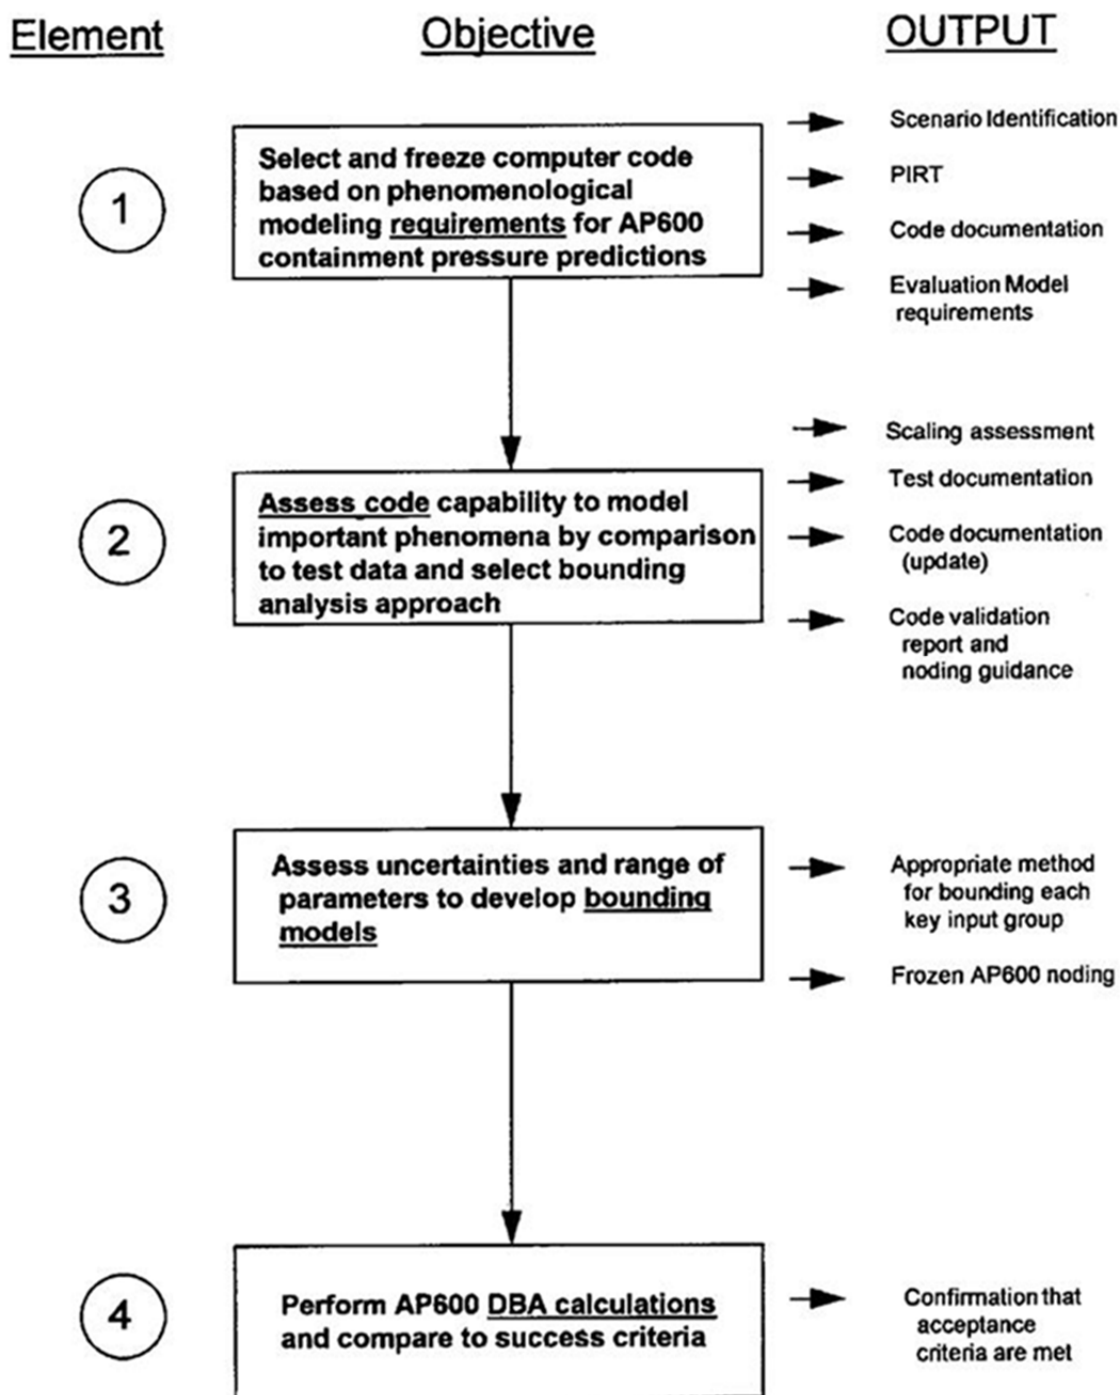 Element
Objective
OUTPUT
1
Select and freeze computer code
based on phenomenological
modeling requirements for AP600
containment pressure predictions
Scenario Identification
PIRT
Code documentation
Evaluation Model
requirements
2
Assess code capability to model
important phenomena by comparison
to test data and select bounding
analysis approach
Scaling assessment
Test documentation
Code documentation
(update)
Code validation
report and
noding guidance
3
Assess uncertainties and range of
parameters to develop bounding
models
Appropriate method
for bounding each
key input group
Frozen AP600 noding
4
Perform AP600 DBA calculations
and compare to success criteria
Confirmation that
acceptance
criteria are met